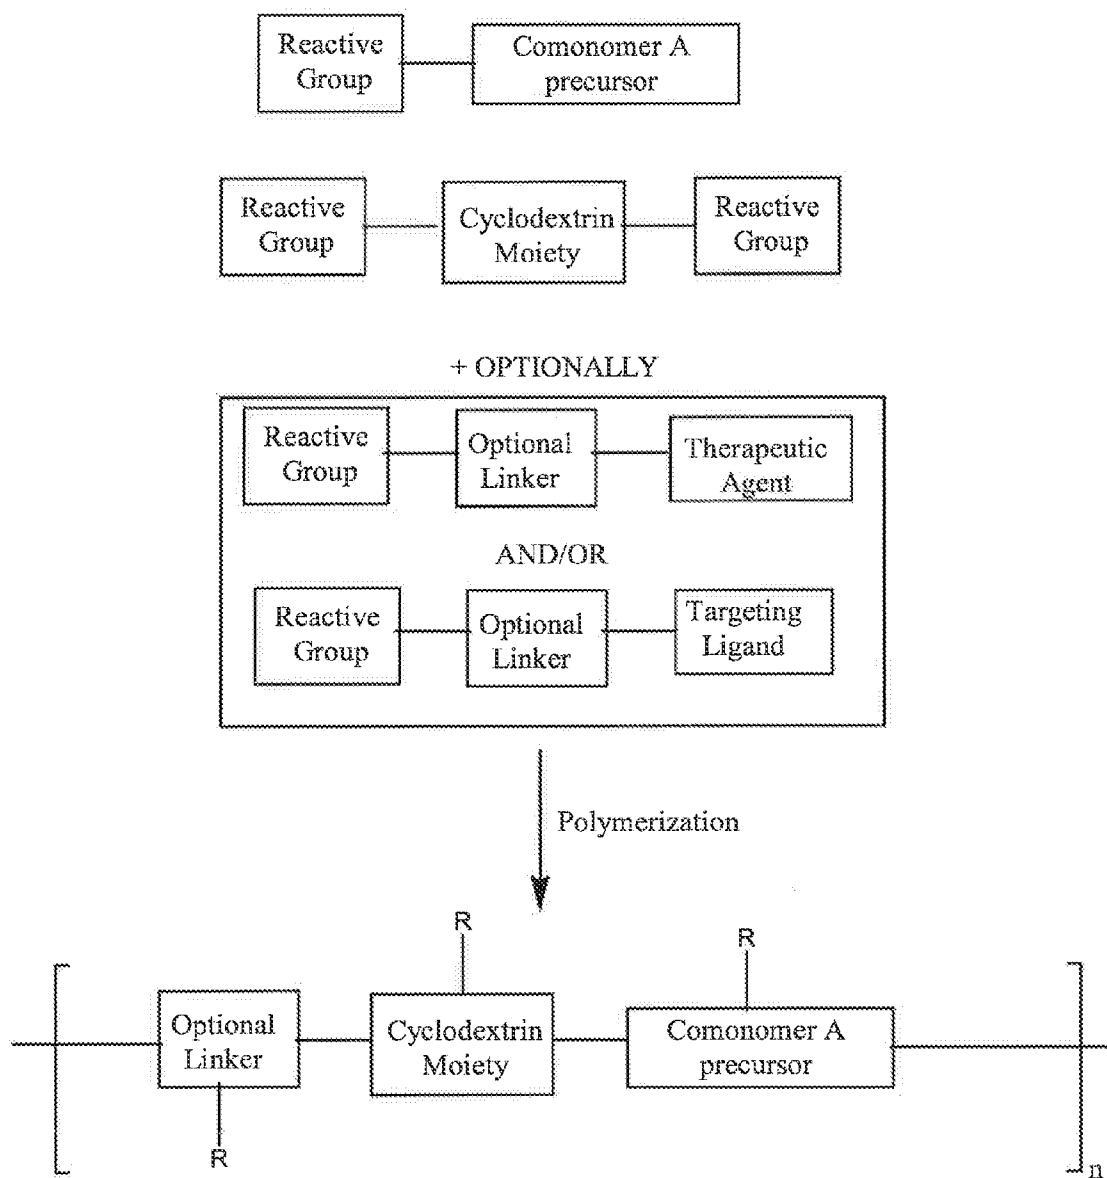 Reactive
Group
Comonomer A
precursor
Reactive
Group
Cyclodextrin
Moiety
Reactive
Group
+ OPTIONALLY
Reactive
Group
Optional
Linker
Therapeutic
Agent
AND/OR
Reactive
Group
Optional
Linker
Targeting
Ligand
Polymerization
R
R
Optional
Linker
Cyclodextrin
Moiety
Comonomer A
precursor
R
n